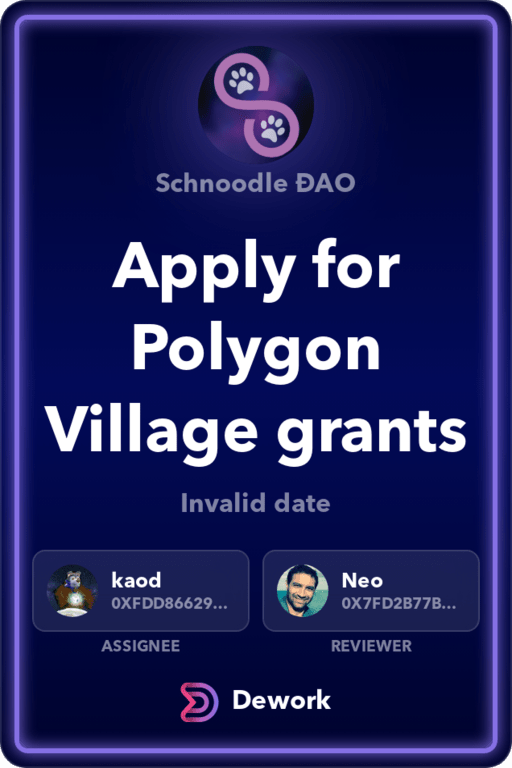 Schnoodle ĐAO
Apply for
Polygon
Village grants
Invalid date
kaod
0XFDD86629...
Neo
0X7FD2B77B...
ASSIGNEE
REVIEWER
Dework